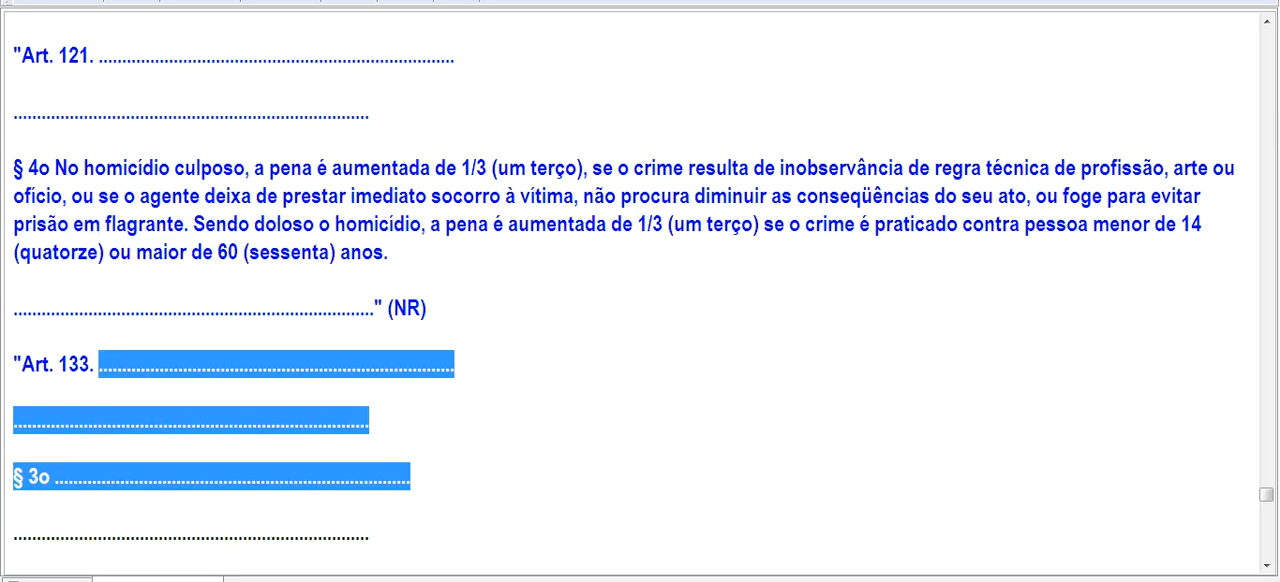 "Art. 121. ............................................................................
............................................................................
§ 4o No homicídio culposo, a pena é aumentada de 1/3 (um terço), se o crime resulta de inobservância de regra técnica de profissão, arte ou
ofício, ou se o agente deixa de prestar imediato socorro à vítima, não procura diminuir as conseqüências do seu ato, ou foge para evitar
prisão em flagrante. Sendo doloso o homicídio, a pena é aumentada de 1/3 (um terço) se o crime é praticado contra pessoa menor de 14
(quatorze) ou maior de 60 (sessenta) anos.
............................................................................." (NR)
"Art. 133. ............................................................................
............................................................................
§ 3o ............................................................................
............................................................................